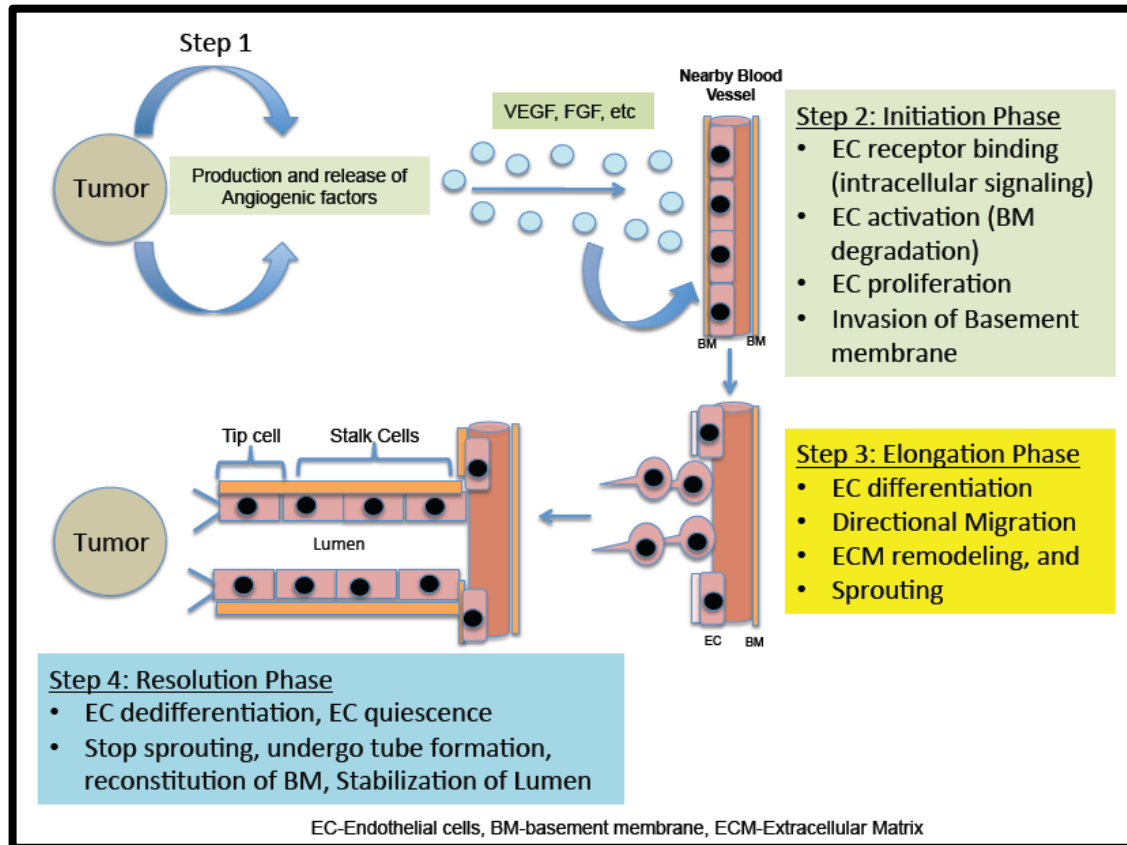 Step 1
Tumor
Production and release of
Angiogenic factors
VEGF, FGF, etc
Nearby Blood
Vessel
BM
BM
Step 2: Initiation Phase
• EC receptor binding
(intracellular signaling)
• EC activation (BM
degradation)
• EC proliferation
• Invasion of Basement
membrane
Tumor
Tip cell
Stalk Cells
Lumen
EC
BM
Step 3: Elongation Phase
• EC differentiation
• Directional Migration
• ECM remodeling, and
• Sprouting
Step 4: Resolution Phase
• EC dedifferentiation, EC quiescence
• Stop sprouting, undergo tube formation,
reconstitution of BM, Stabilization of Lumen
EC-Endothelial cells, BM-basement membrane, ECM-Extracellular Matrix